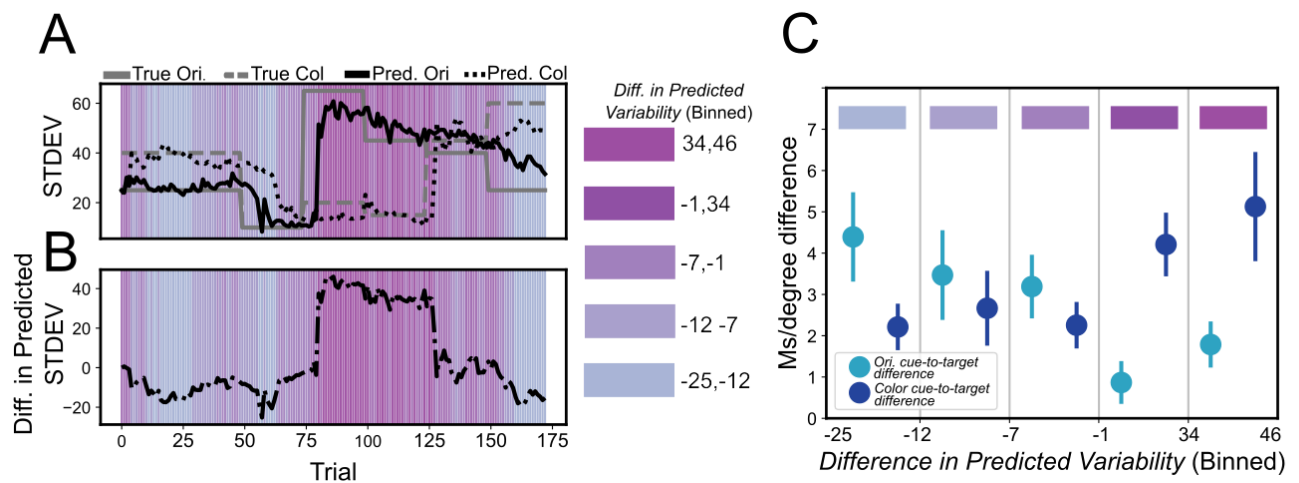 A
True Ori.
True Col
Pred. Ori
Pred. Col
STDEV
60
40
20
B
Diff. in Predicted
STDEV
40
20
0
−20
0
25
50
75
100
125
150
175
Trial
Diff. in Predicted
Variability (Binned)
34,46
-1,34
-7,-1
-12 -7
-25,-12
C
Ms/degree difference
7
6
5
4
3
2
1
0
Ori. cue-to-target
difference
Color cue-to-target
difference
-25
-12
-7
-1
34
46
Difference in Predicted Variability (Binned)